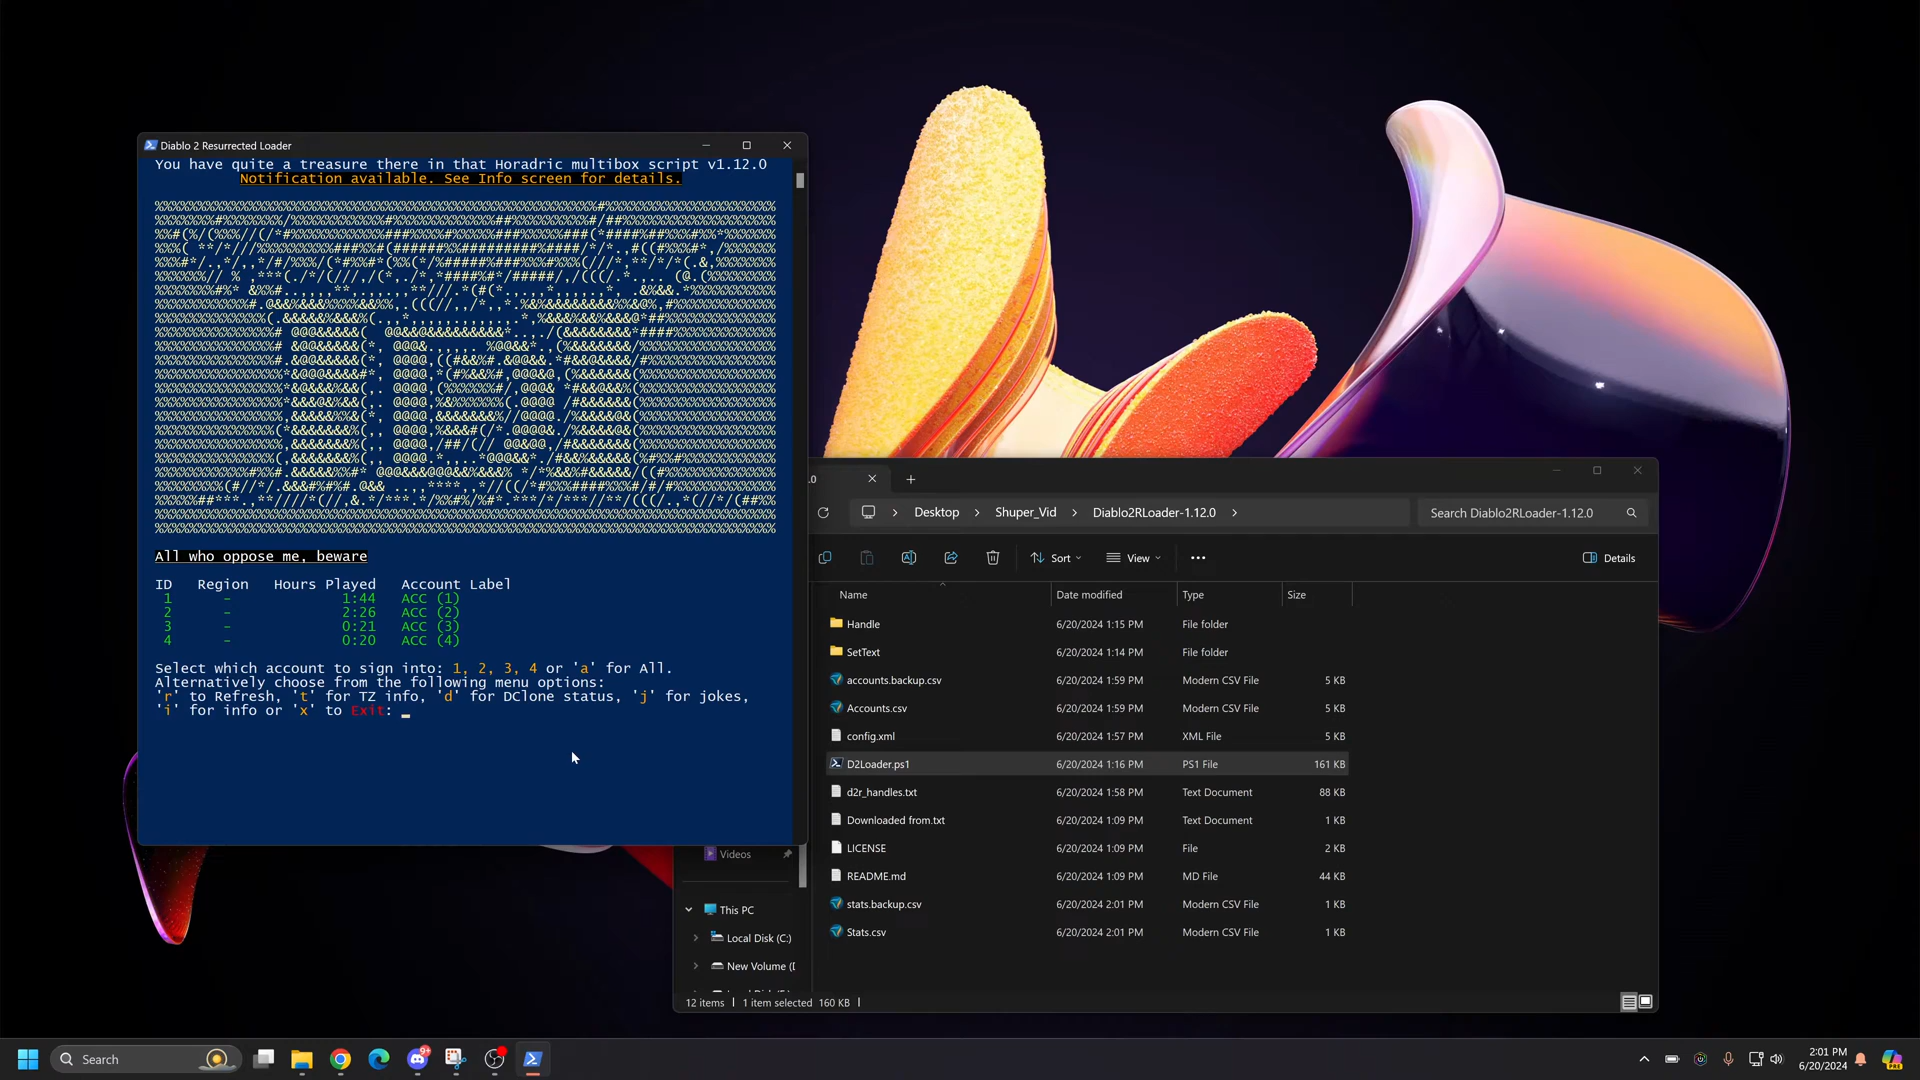 Diablo 2 Resurrected Loader
You have quite a treasure there in that Horadric multibox script v1.12.0
Notification available. See Info screen for details.
All who oppose me, beware
ID Region Hours Played Account Label
1 - 1:44 ACC (1)
2 - 2:26 ACC (2)
3 - 0:21 ACC (3)
4 - 0:20 ACC (4)
Select which account to sign into: 1, 2, 3, 4 or 'a' for All.
Alternatively choose from the following menu options:
'r' to Refresh, 't' for TZ info, 'd' for DClone status, 'j' for jokes,
'i' for info or 'x' to Exit:
.0
Desktop > Shuper_Vid > Diablo2RLoader-1.12.0 >
Search Diablo2RLoader-1.12.0
Sort View Details
Name Date modified Type Size
Handle 6/20/2024 1:15 PM File folder
SetText 6/20/2024 1:14 PM File folder
accounts.backup.csv 6/20/2024 1:59 PM Modern CSV File 5 KB
Accounts.csv 6/20/2024 1:59 PM Modern CSV File 5 KB
config.xml 6/20/2024 1:57 PM XML File 5 KB
D2Loader.ps1 6/20/2024 1:16 PM PS1 File 161 KB
d2r_handles.txt 6/20/2024 1:58 PM Text Document 88 KB
Downloaded from.txt 6/20/2024 1:09 PM Text Document 1 KB
LICENSE 6/20/2024 1:09 PM File 2 KB
README.md 6/20/2024 1:09 PM MD File 44 KB
stats.backup.csv 6/20/2024 2:01 PM Modern CSV File 1 KB
Stats.csv 6/20/2024 2:01 PM Modern CSV File 1 KB
Videos
This PC
Local Disk (C:)
New Volume (D
12 items 1 item selected 160 KB
Search
9+
2:01 PM
6/20/2024
PRE